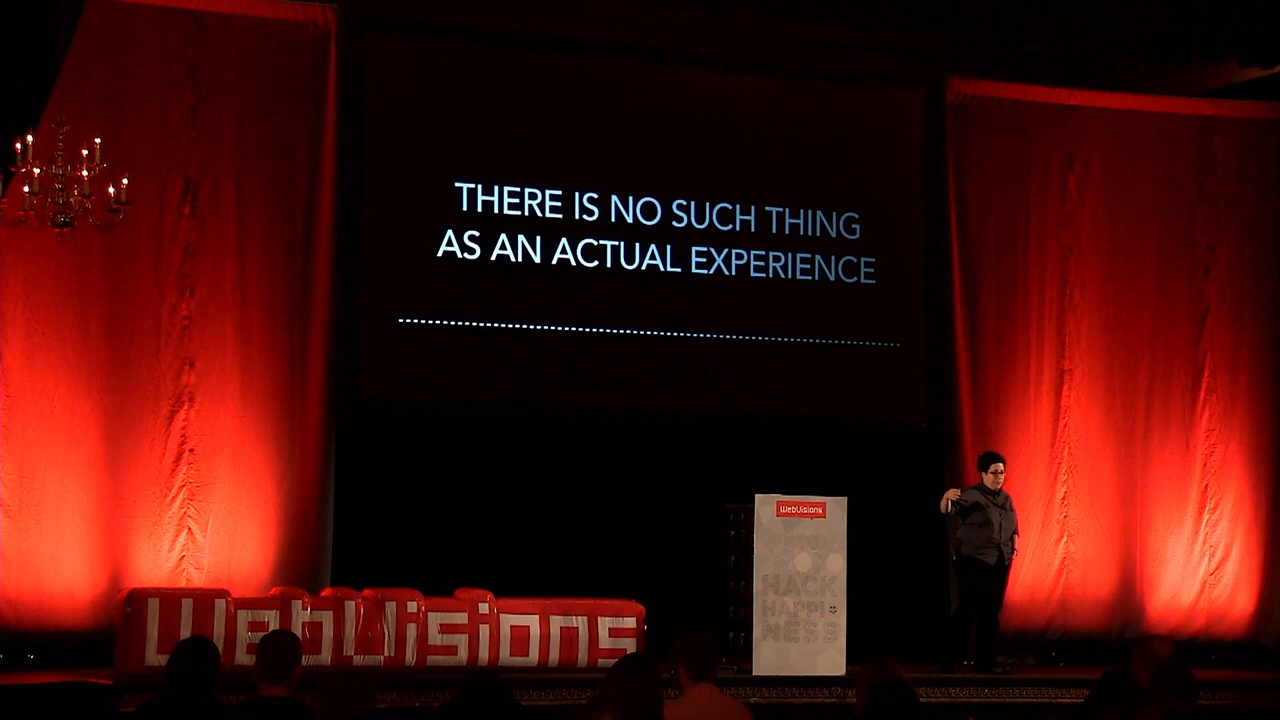 THERE IS NO SUCH THING
AS AN ACTUAL EXPERIENCE
WebVisions
HACK
HAPPI
NESS
WebVisions